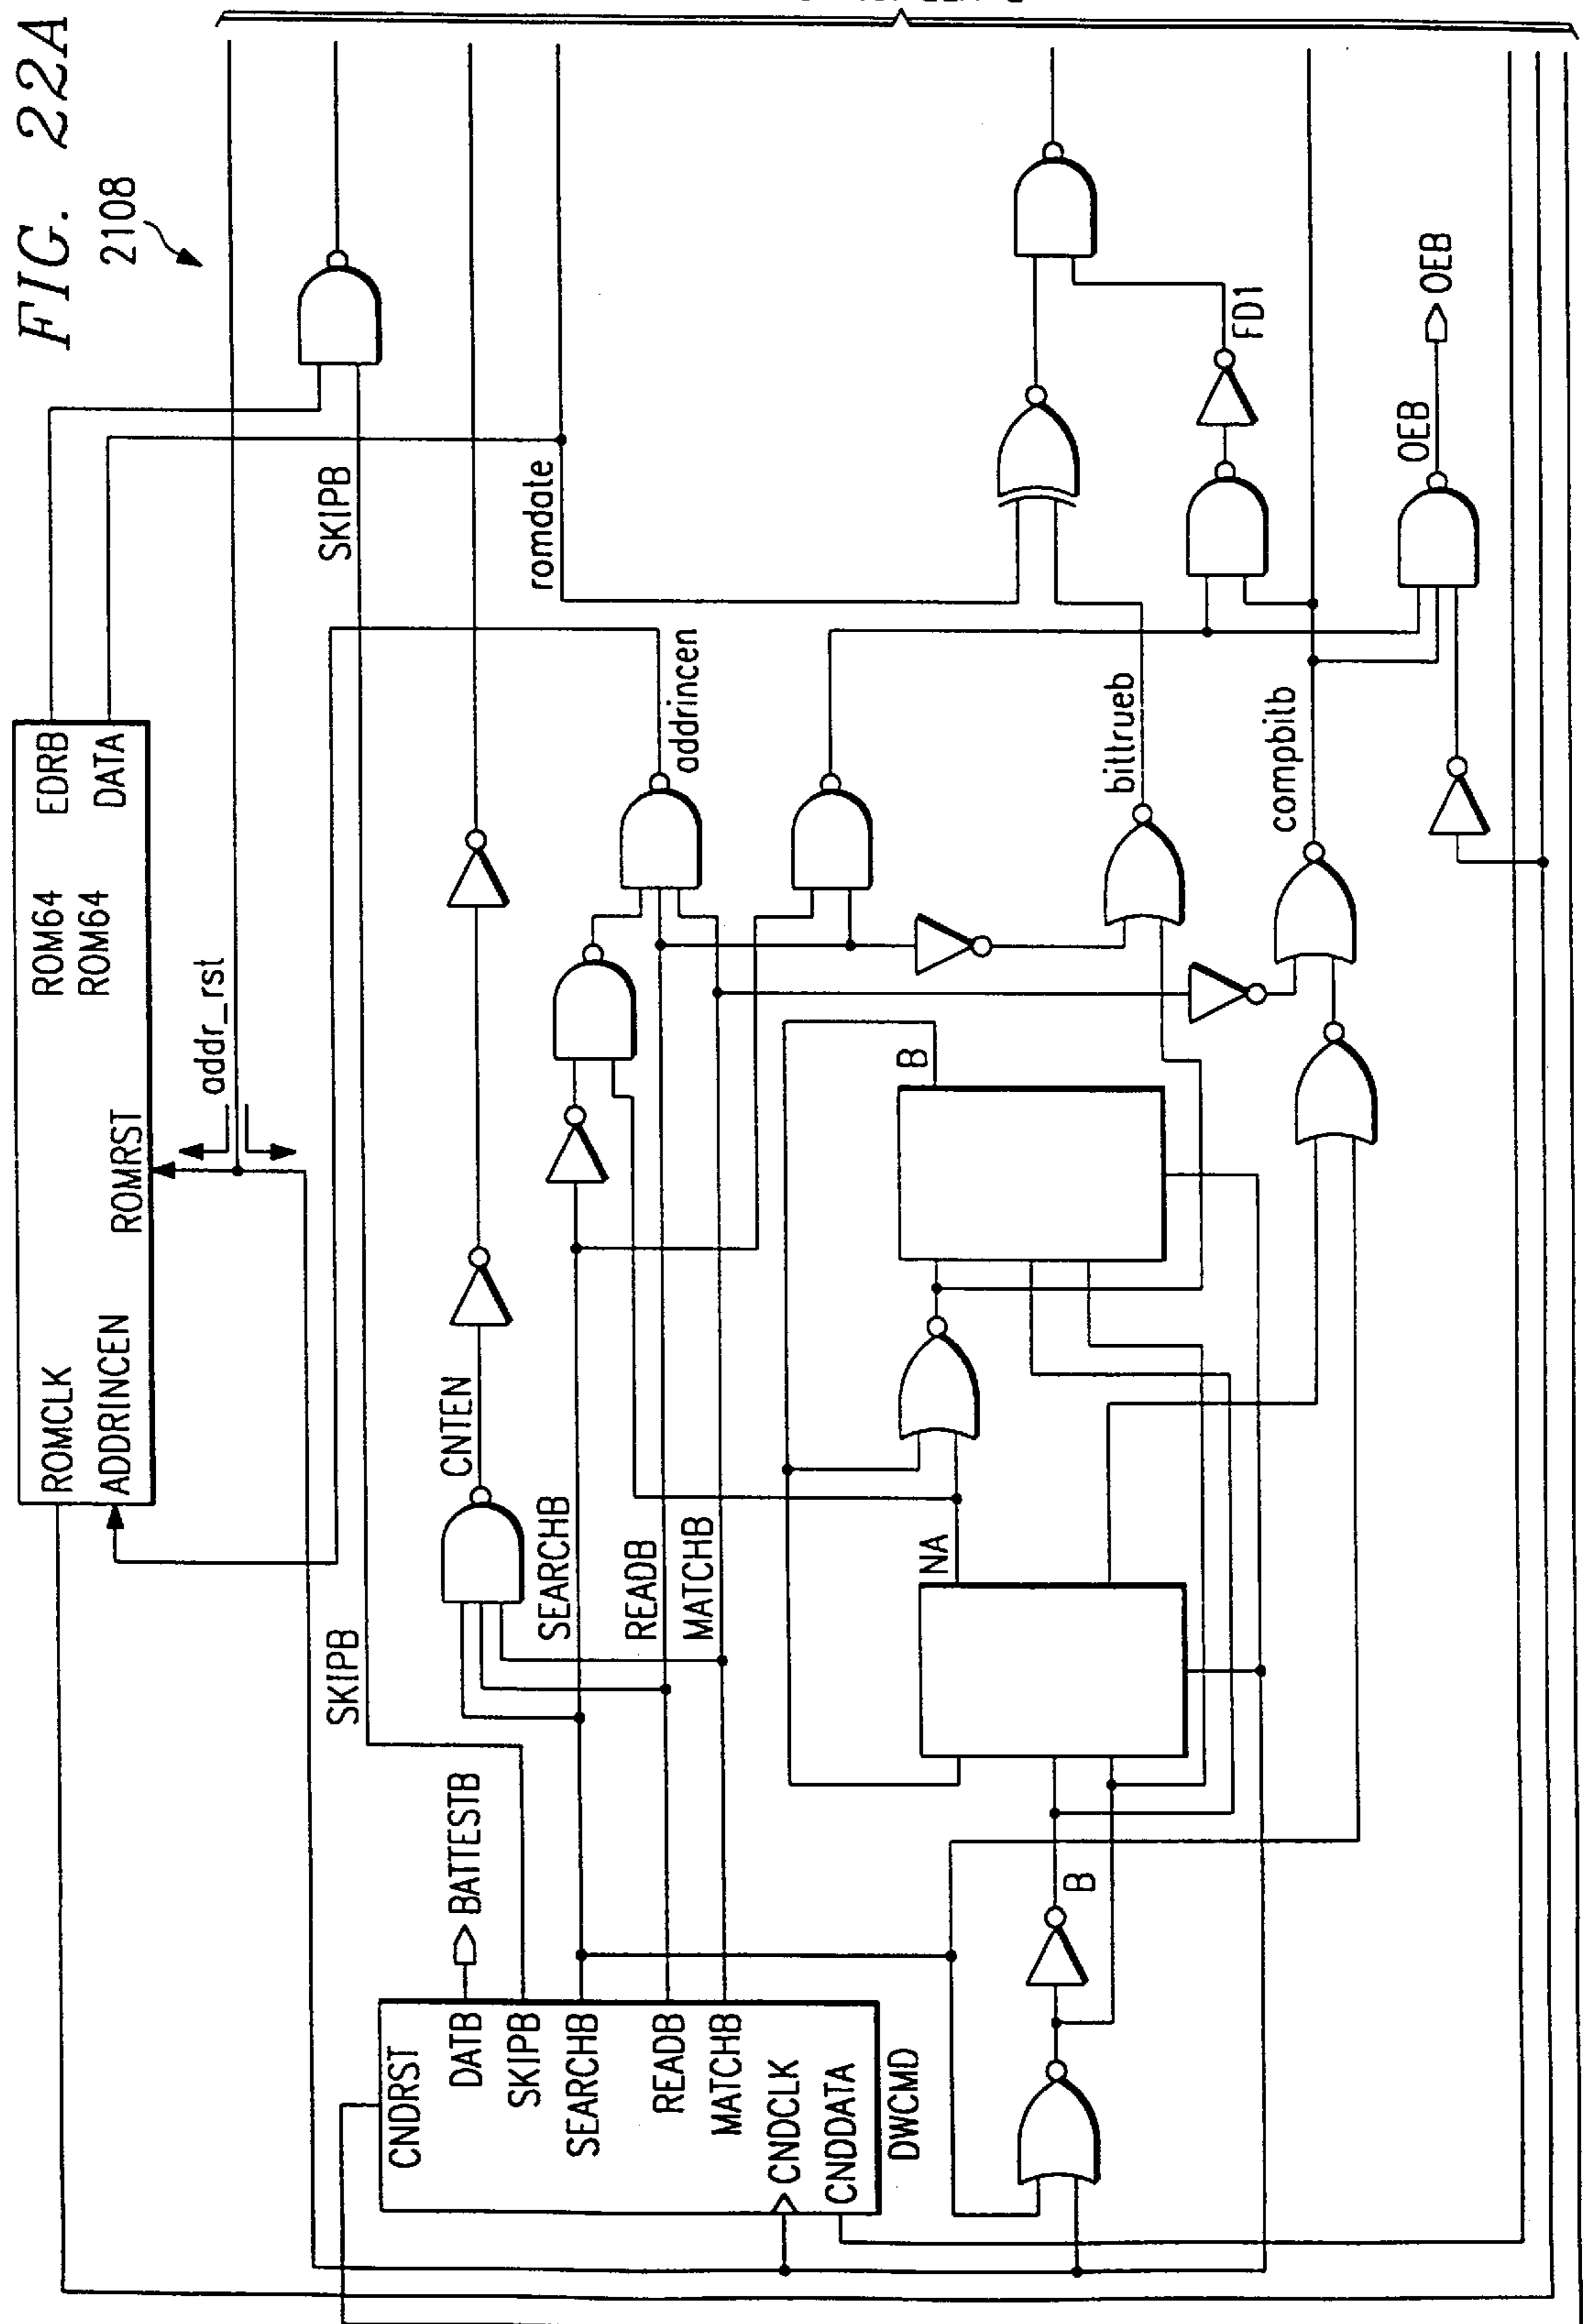 FIG. 22A
2108
ROMCLK
ADDRINCEN
ROMRST
ROM64
ROM64
EDRB
DATA
addr_rst
SKIPB
SKIPB
romdate
CNTEN
SEARCHB
READB
MATCHB
addrincen
BATTESTB
CNDRST
DATB
SKIPB
SEARCHB
READB
MATCHB
CNDCLK
CNDDATA
DWCMD
NA
B
B
bittrueb
compbitb
FD1
OEB
OEB